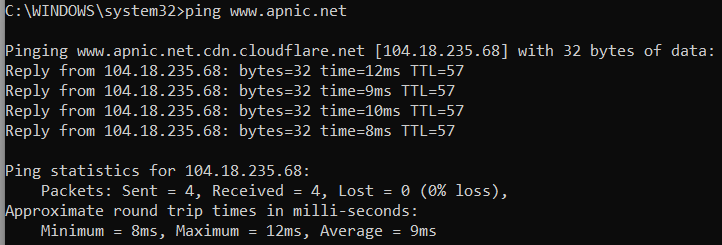 C:\WINDOWS\system32>ping www.apnic.net
Pinging www.apnic.net.cdn.cloudflare.net [104.18.235.68] with 32 bytes of data:
Reply from 104.18.235.68: bytes=32 time=12ms TTL=57
Reply from 104.18.235.68: bytes=32 time=9ms TTL=57
Reply from 104.18.235.68: bytes=32 time=10ms TTL=57
Reply from 104.18.235.68: bytes=32 time=8ms TTL=57
Ping statistics for 104.18.235.68:
    Packets: Sent = 4, Received = 4, Lost = 0 (0% loss),
Approximate round trip times in milli-seconds:
    Minimum = 8ms, Maximum = 12ms, Average = 9ms